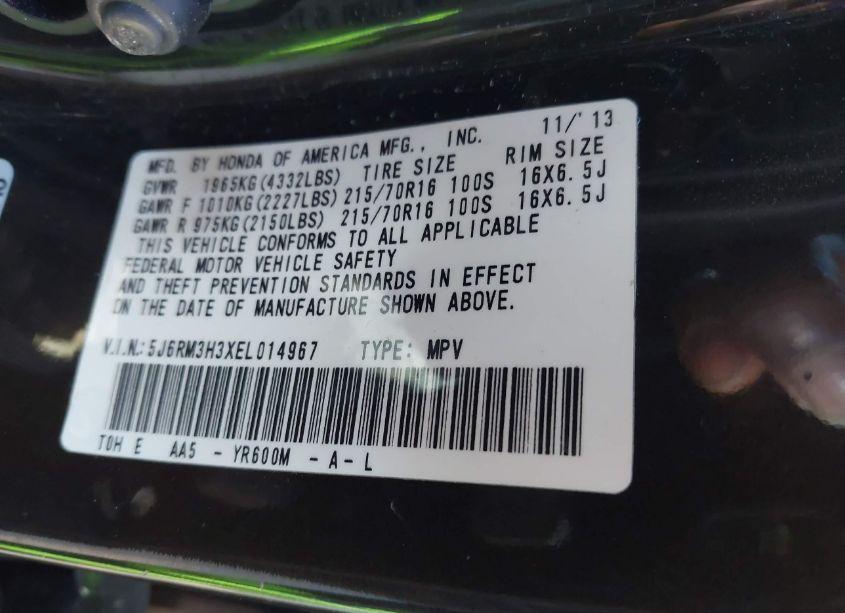 11/'13
MFD. BY HONDA OF AMERICA MFG., INC.
GVWR 1965KG(4332LBS) TIRE SIZE RIM SIZE
GAWR F 1010KG(2227LBS) 215/70R16 100S 16X6.5J
GAWR R 975KG(2150LBS) 215/70R16 100S 16X6.5J
THIS VEHICLE CONFORMS TO ALL APPLICABLE
FEDERAL MOTOR VEHICLE SAFETY
AND THEFT PREVENTION STANDARDS IN EFFECT
ON THE DATE OF MANUFACTURE SHOWN ABOVE.
V.I.N.: 5J6RM3H3XEL014967 TYPE: MPV
TOH E AA5 - YR600M - A - L